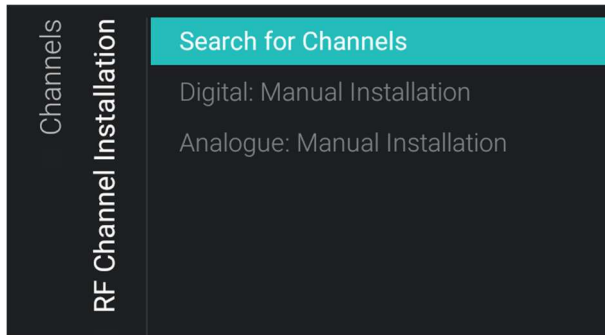 Channels
RF Channel Installation
Search for Channels
Digital: Manual Installation
Analogue: Manual Installation